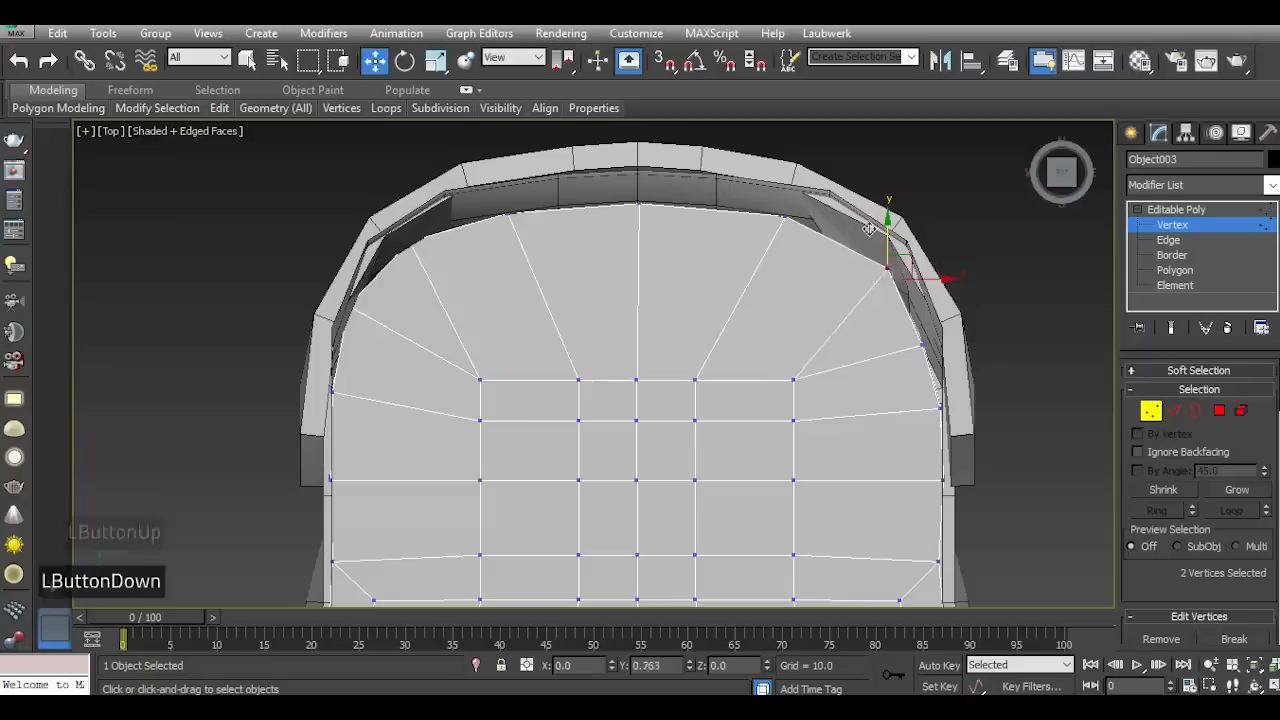 MAX Edit Tools Group Views Create Modifiers Animation Graph Editors Rendering Customize MAXScript Help Laubwerk
All View 3 ABC Create Selection Se
Modeling Freeform Selection Object Paint Populate
Polygon Modeling Modify Selection Edit Geometry (All) Vertices Loops Subdivision Visibility Align Properties
[+] [Top] [Shaded + Edged Faces]
Object003
Modifier List
Editable Poly
Vertex
Edge
Border
Polygon
Element
y
+ Soft Selection
- Selection
By vertex
Ignore Backfacing
By Angle: 45.0
Shrink Grow
Ring Loop
Preview Selection
Off SubObj Multi
2 Vertices Selected
- Edit Vertices
Remove Break
LButtonUp
LButtonDown
< 0 / 100 >
0 5 10 15 20 25 30 35 40 45 50 55 60 65 70 75 80 85 90 95 100
1 Object Selected X: 0.0 Y: 0.763 Z: 0.0 Grid = 10.0 Auto Key Selected
Welcome to M Click or click-and-drag to select objects Add Time Tag Set Key Key Filters... 0